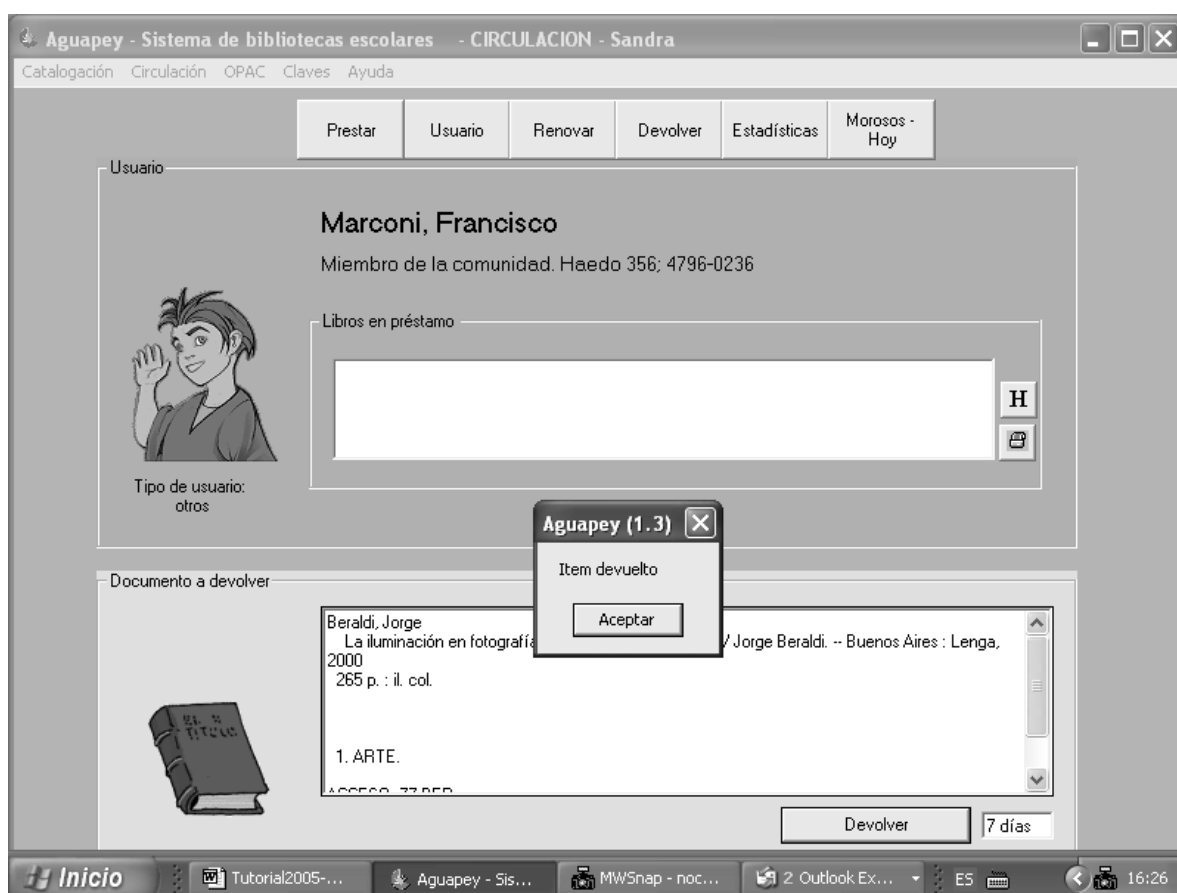 Aguapey - Sistema de bibliotecas escolares - CIRCULACION - Sandra
Catalogación Circulación OPAC Claves Ayuda
Prestar Usuario Renovar Devolver Estadísticas Morosos -
Hoy
Usuario
Marconi, Francisco
Miembro de la comunidad. Haedo 356; 4796-0236
Libros en préstamo
H
Tipo de usuario:
otros
Aguapey (1.3)
Item devuelto
Aceptar
Documento a devolver
Beraldi, Jorge
La iluminación en fotografía / Jorge Beraldi. -- Buenos Aires : Lenga,
2000
265 p. : il. col.
1. ARTE.
EL
TITULO
Devolver 7 días
Inicio Tutorial2005-... Aguapey - Sis... MWSnap - noc... 2 Outlook Ex... ES 16:26